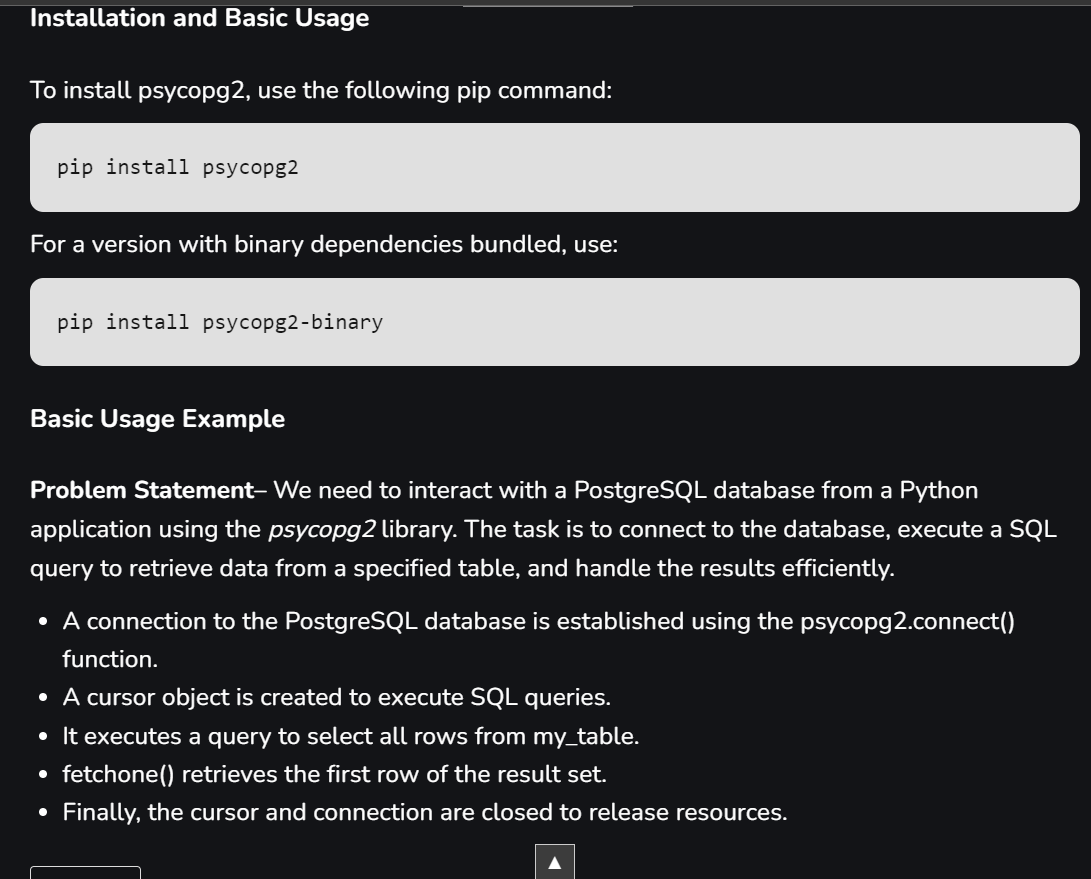 Installation and Basic Usage
To install psycopg2, use the following pip command:
pip install psycopg2
For a version with binary dependencies bundled, use:
pip install psycopg2-binary
Basic Usage Example
Problem Statement– We need to interact with a PostgreSQL database from a Python
application using the psycopg2 library. The task is to connect to the database, execute a SQL
query to retrieve data from a specified table, and handle the results efficiently.
• A connection to the PostgreSQL database is established using the psycopg2.connect()
function.
• A cursor object is created to execute SQL queries.
• It executes a query to select all rows from my_table.
• fetchone() retrieves the first row of the result set.
• Finally, the cursor and connection are closed to release resources.